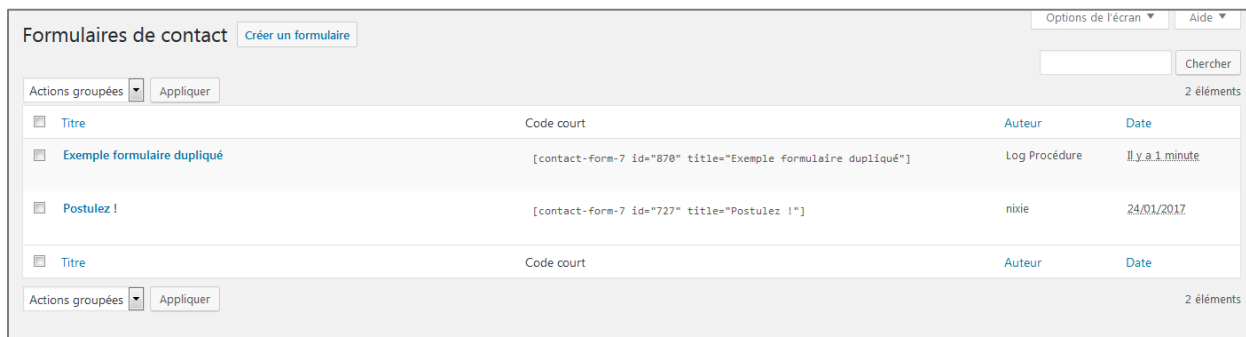 Options de l'écran ▼ Aide ▼
Formulaires de contact Créer un formulaire
Chercher
Actions groupées Appliquer 2 éléments
Titre Code court Auteur Date
Exemple formulaire dupliqué [contact-form-7 id="870" title="Exemple formulaire dupliqué"] Log Procédure Il y a 1 minute
Postulez ! [contact-form-7 id="727" title="Postulez !"] nixie 24/01/2017
Titre Code court Auteur Date
Actions groupées Appliquer 2 éléments